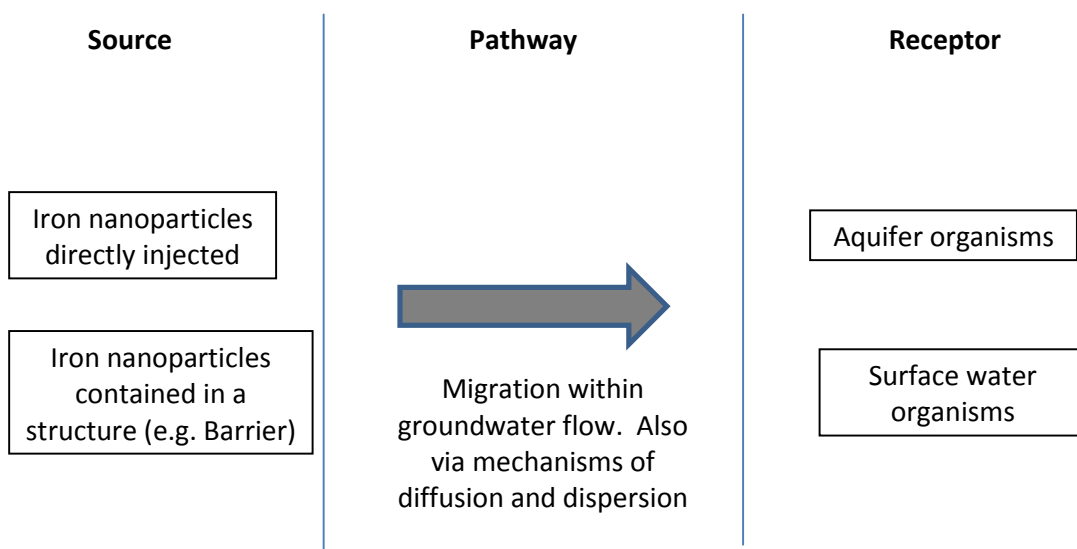 Source
Pathway
Receptor
Iron nanoparticles
directly injected
Iron nanoparticles
contained in a
structure (e.g. Barrier)
Migration within
groundwater flow.  Also
via mechanisms of
diffusion and dispersion
Aquifer organisms
Surface water
organisms